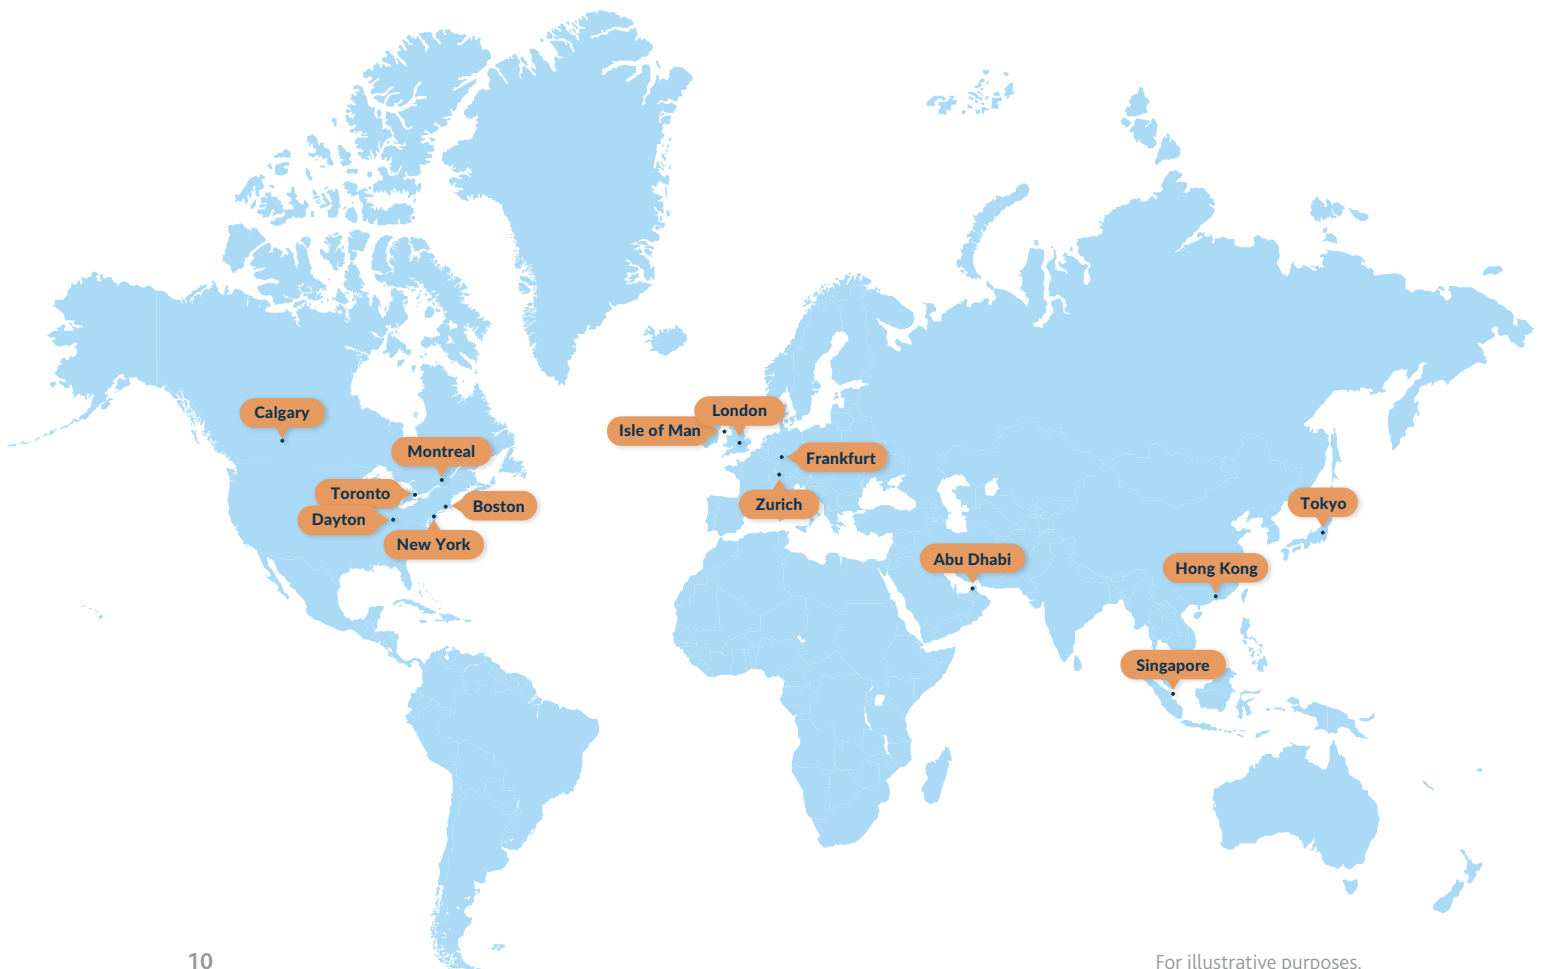 London
Calgary
Isle of Man
Montreal
Frankfurt
Toronto
Boston
Zurich
Tokyo
Dayton
New York
Abu Dhabi
Hong Kong
Singapore
10
For illustrative purposes.